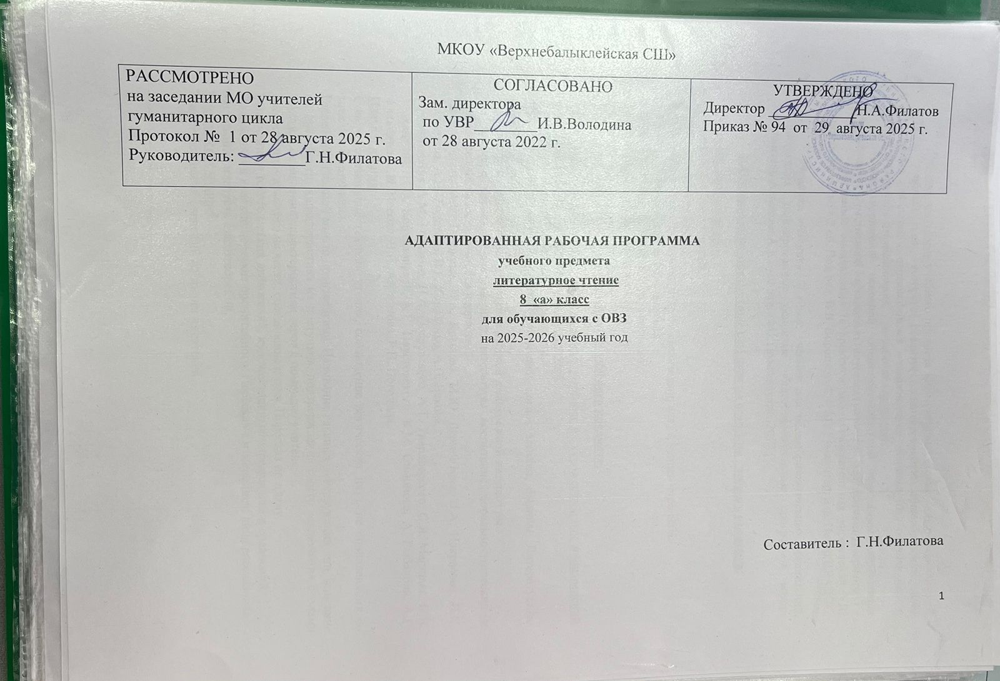 МКОУ «Верхнебалыклейская СШ»
РАССМОТРЕНО
на заседании МО учителей
гуманитарного цикла
Протокол № 1 от 28 августа 2025 г.
Руководитель: _________Г.Н.Филатова
СОГЛАСОВАНО
Зам. директора
по УВР________И.В.Володина
от 28 августа 2022 г.
УТВЕРЖДЕНО
Директор ___________Н.А.Филатов
Приказ № 94 от 29 августа 2025 г.
АДАПТИРОВАННАЯ РАБОЧАЯ ПРОГРАММА
учебного предмета
литературное чтение
8 «а» класс
для обучающихся с ОВЗ
на 2025-2026 учебный год
Составитель : Г.Н.Филатова
1